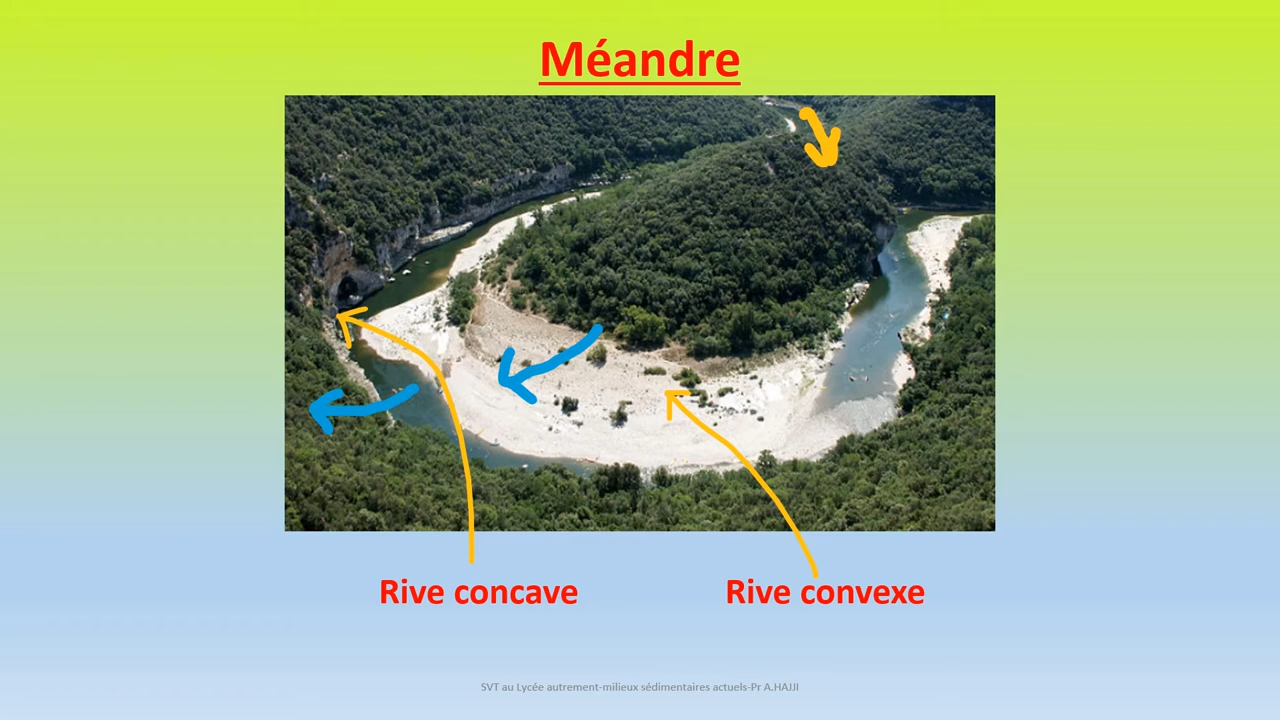 Méandre
Rive concave
Rive convexe
SVT au Lycée autrement-milieux sédimentaires actuels-Pr A.HAJJI